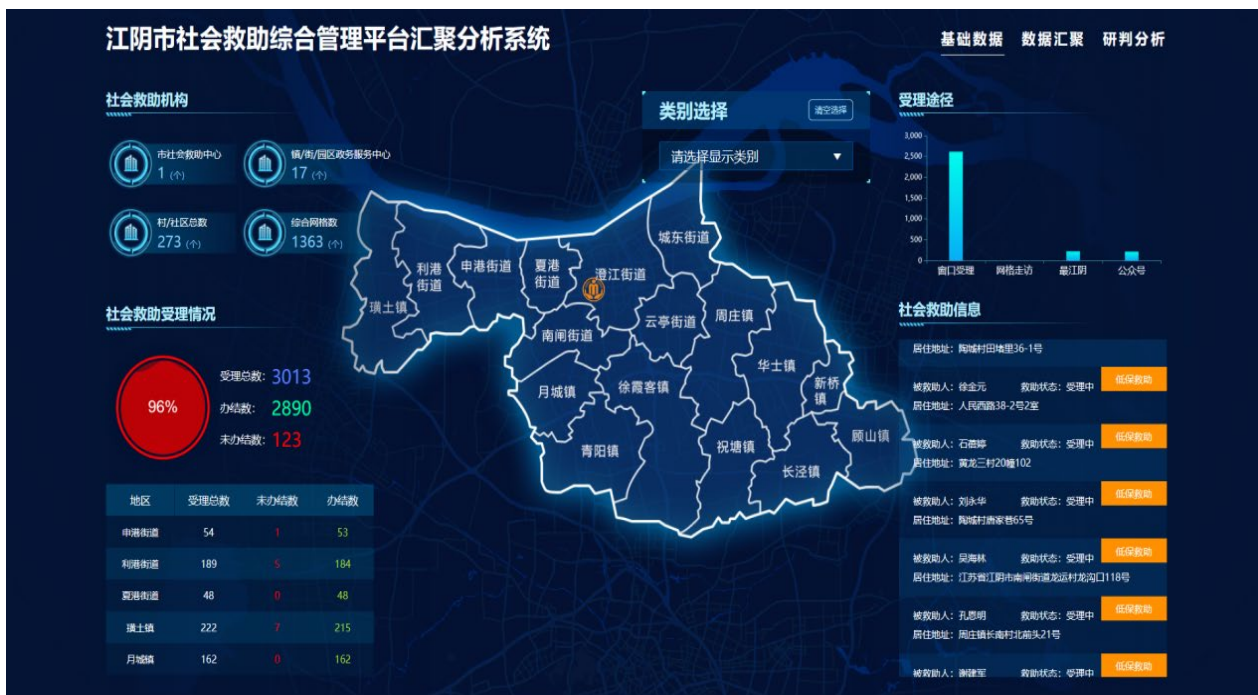 江阴市社会救助综合管理平台汇聚分析系统
基础数据 数据汇聚 研判分析
社会救助机构
市社会救助中心
1 (个)
镇/街/园区政务服务中心
17 (个)
村/社区总数
273 (个)
综合网格数
1363 (个)
社会救助受理情况
96%
受理总数: 3013
办结数: 2890
未办结数: 123
地区 受理总数 未办结数 办结数
申港街道 54 1 53
利港街道 189 5 184
夏港街道 48 0 48
璜土镇 222 7 215
月城镇 162 0 162
类别选择 清空选择
请选择显示类别
城东街道
利港
街道
申港街道
夏港
街道
澄江街道
璜土镇
南闸街道
云亭街道
周庄镇
华士镇
月城镇
徐霞客镇
新桥
镇
青阳镇
祝塘镇
顾山镇
长泾镇
受理途径
3,000
2,500
2,000
1,500
1,000
500
0
窗口受理 网格走访 最江阴 公众号
社会救助信息
居住地址: 陶城村田埼里36-1号
被救助人: 徐金元 救助状态: 受理中 低保救助
居住地址: 人民西路38-2号2室
被救助人: 石蓓婷 救助状态: 受理中 低保救助
居住地址: 黄龙三村20幢102
被救助人: 刘永华 救助状态: 受理中 低保救助
居住地址: 陶城村唐家巷65号
被救助人: 吴海林 救助状态: 受理中 低保救助
居住地址: 江苏省江阴市南闸街道龙运村龙沟口118号
被救助人: 孔恩明 救助状态: 受理中 低保救助
居住地址: 周庄镇长南村北前头21号
被救助人: 谢建军 救助状态: 受理中 低保救助